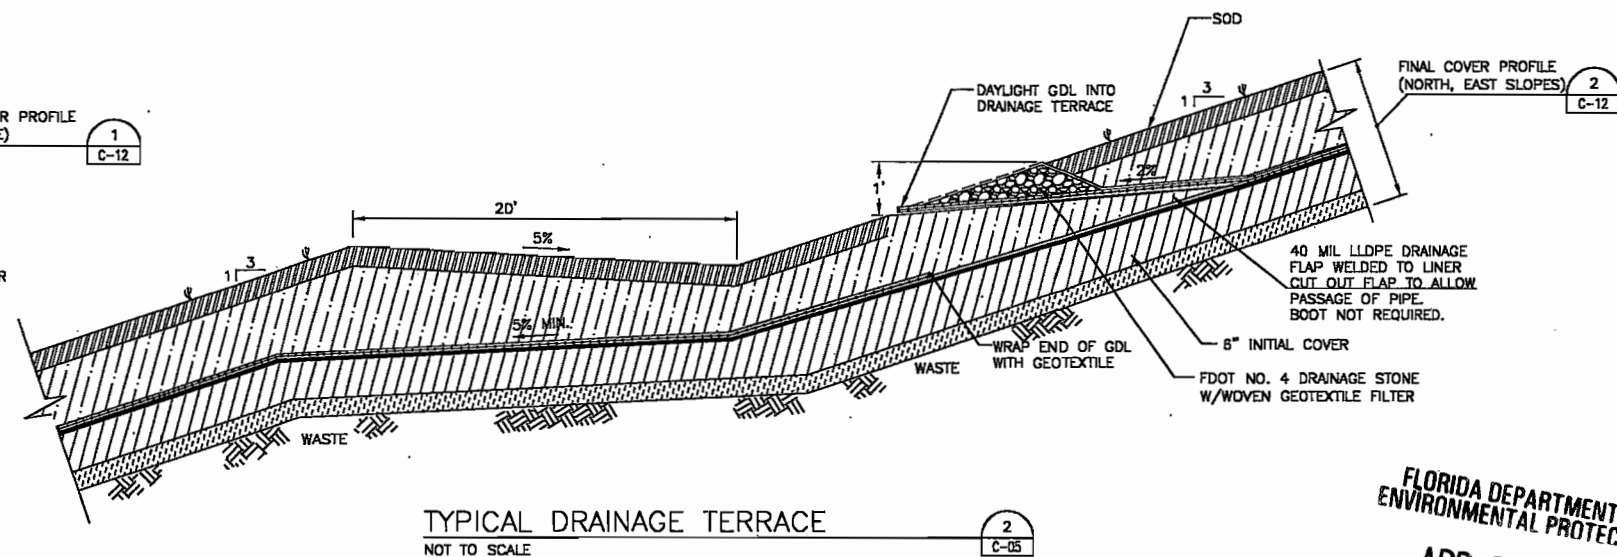 SOD
FINAL COVER PROFILE
(NORTH, EAST SLOPES)
2
C-12
DAYLIGHT GDL INTO
DRAINAGE TERRACE
3
1
R PROFILE
E)
1
C-12
2%
1'
20'
5%
3
1
R
40 MIL LLDPE DRAINAGE
FLAP WELDED TO LINER
CUT OUT FLAP TO ALLOW
PASSAGE OF PIPE.
BOOT NOT REQUIRED.
5% MIN.
6" INITIAL COVER
WRAP END OF GDL
WITH GEOTEXTILE
WASTE
FDOT NO. 4 DRAINAGE STONE
W/WOVEN GEOTEXTILE FILTER
WASTE
TYPICAL DRAINAGE TERRACE
NOT TO SCALE
2
C-05
FLORIDA DEPARTMENT
ENVIRONMENTAL PROTEC